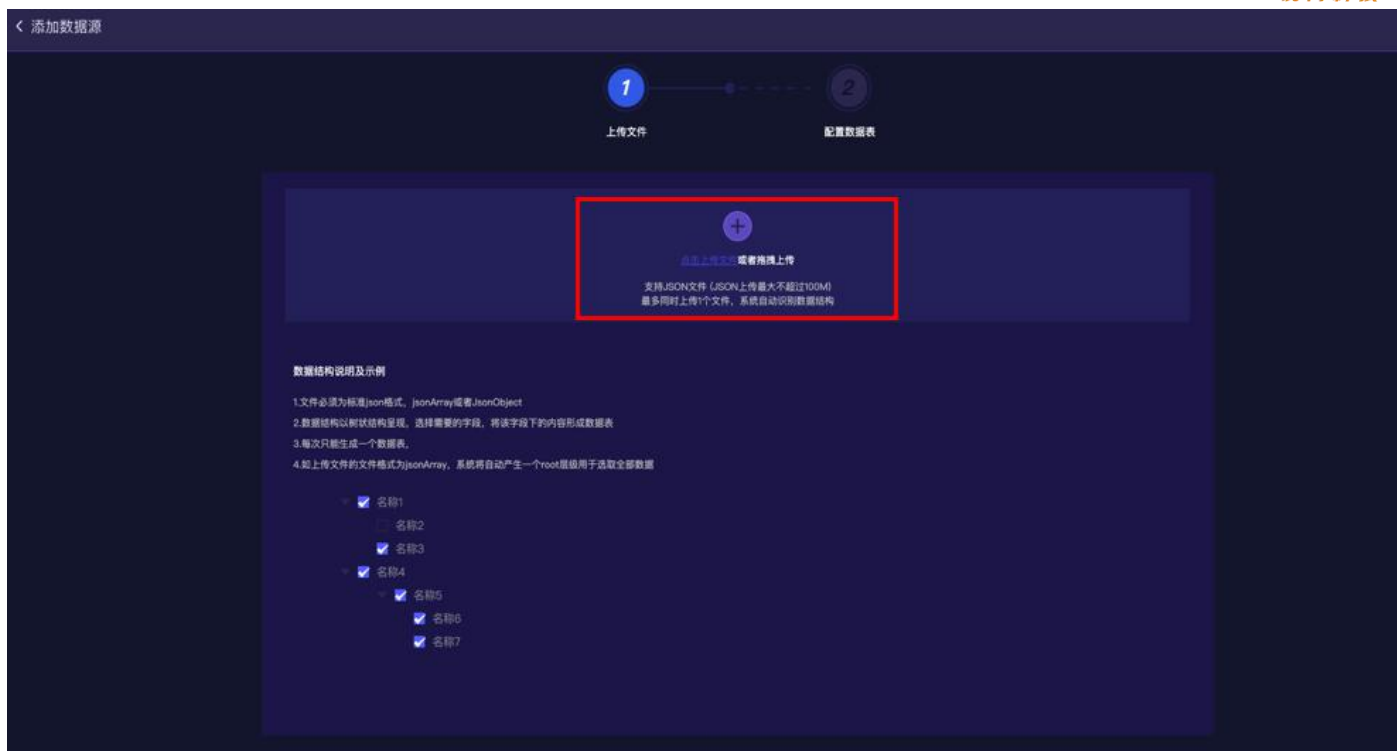 添加数据源
1
2
上传文件
配置数据表
点击上传文件或者拖拽上传
支持JSON文件 (JSON上传最大不超过100M)
最多同时上传1个文件，系统自动识别数据结构
数据结构说明及示例
1.文件必须为标准json格式，jsonArray或者JsonObject
2.数据结构以树状结构呈现，选择需要的字段，将该字段下的内容形成数据表
3.每次只能生成一个数据表。
4.如上传文件的文件格式为jsonArray，系统将自动产生一个root层级用于选取全部数据
名称1
名称2
名称3
名称4
名称5
名称6
名称7